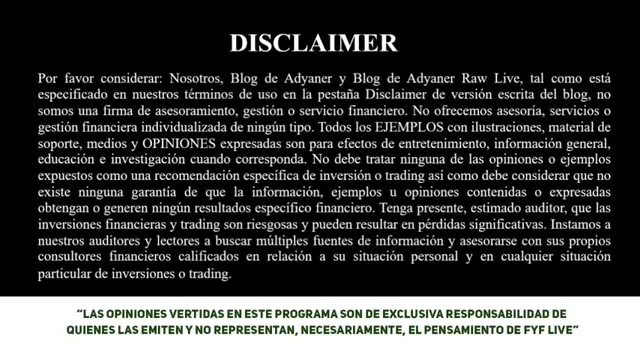 DISCLAIMER
Por favor considerar: Nosotros, Blog de Adyaner y Blog de Adyaner Raw Live, tal como está
especificado en nuestros términos de uso en la pestaña Disclaimer de versión escrita del blog, no
somos una firma de asesoramiento, gestión o servicio financiero. No ofrecemos asesoría, servicios o
gestión financiera individualizada de ningún tipo. Todos los EJEMPLOS con ilustraciones, material de
soporte, medios y OPINIONES expresadas son para efectos de entretenimiento, información general,
educación e investigación cuando corresponda. No debe tratar ninguna de las opiniones o ejemplos
expuestos como una recomendación específica de inversión o trading así como debe considerar que no
existe ninguna garantía de que la información, ejemplos u opiniones contenidas o expresadas
obtengan o generen ningún resultados específico financiero. Tenga presente, estimado auditor, que las
inversiones financieras y trading son riesgosas y pueden resultar en pérdidas significativas. Instamos a
nuestros auditores y lectores a buscar múltiples fuentes de información y asesorarse con sus propios
consultores financieros calificados en relación a su situación personal y en cualquier situación
particular de inversiones o trading.
“LAS OPINIONES VERTIDAS EN ESTE PROGRAMA SON DE EXCLUSIVA RESPONSABILIDAD DE
QUIENES LAS EMITEN Y NO REPRESENTAN, NECESARIAMENTE, EL PENSAMIENTO DE FYF LIVE”